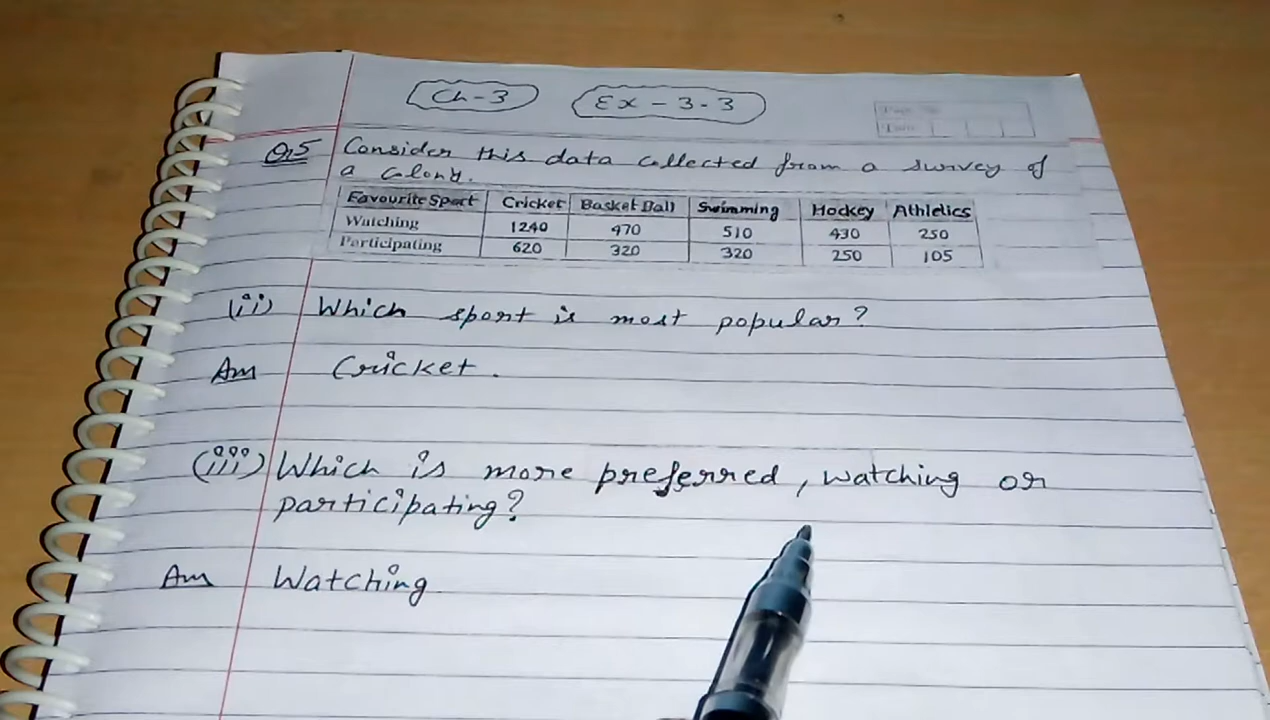 Ch-3 Ex-3.3
Q.5 Consider this data collected from a survey of
a colony.
Favourite Sport Cricket Basket Ball Swimming Hockey Athletics
Watching 1240 470 510 430 250
Participating 620 320 320 250 105
(ii) Which sport is most popular?
Ans Cricket.
(iii) Which is more preferred, watching or
participating?
Ans Watching